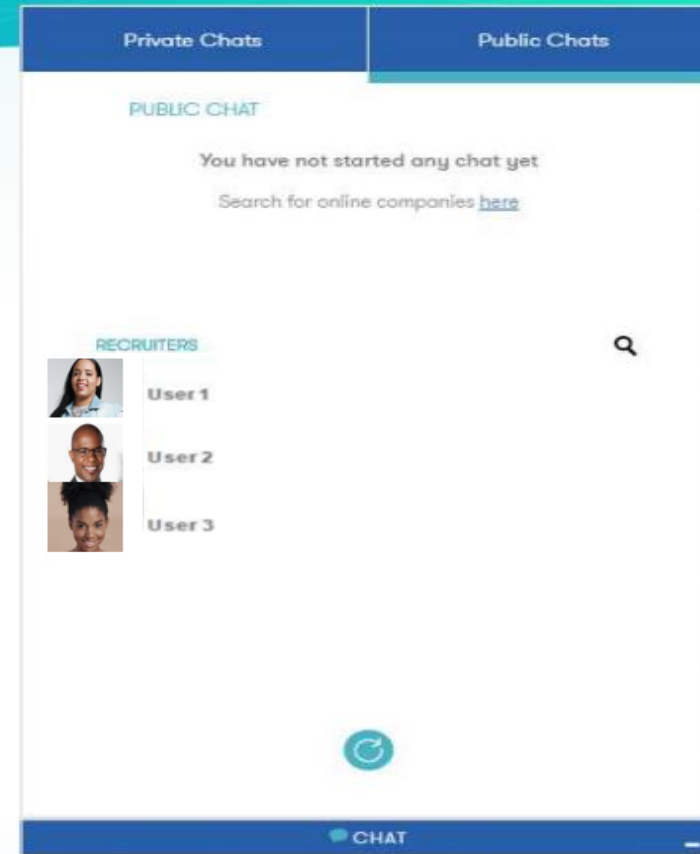 Private Chats
Public Chats
PUBLIC CHAT
You have not started any chat yet
Search for online companies here
RECRUITERS
User 1
User 2
User 3
CHAT